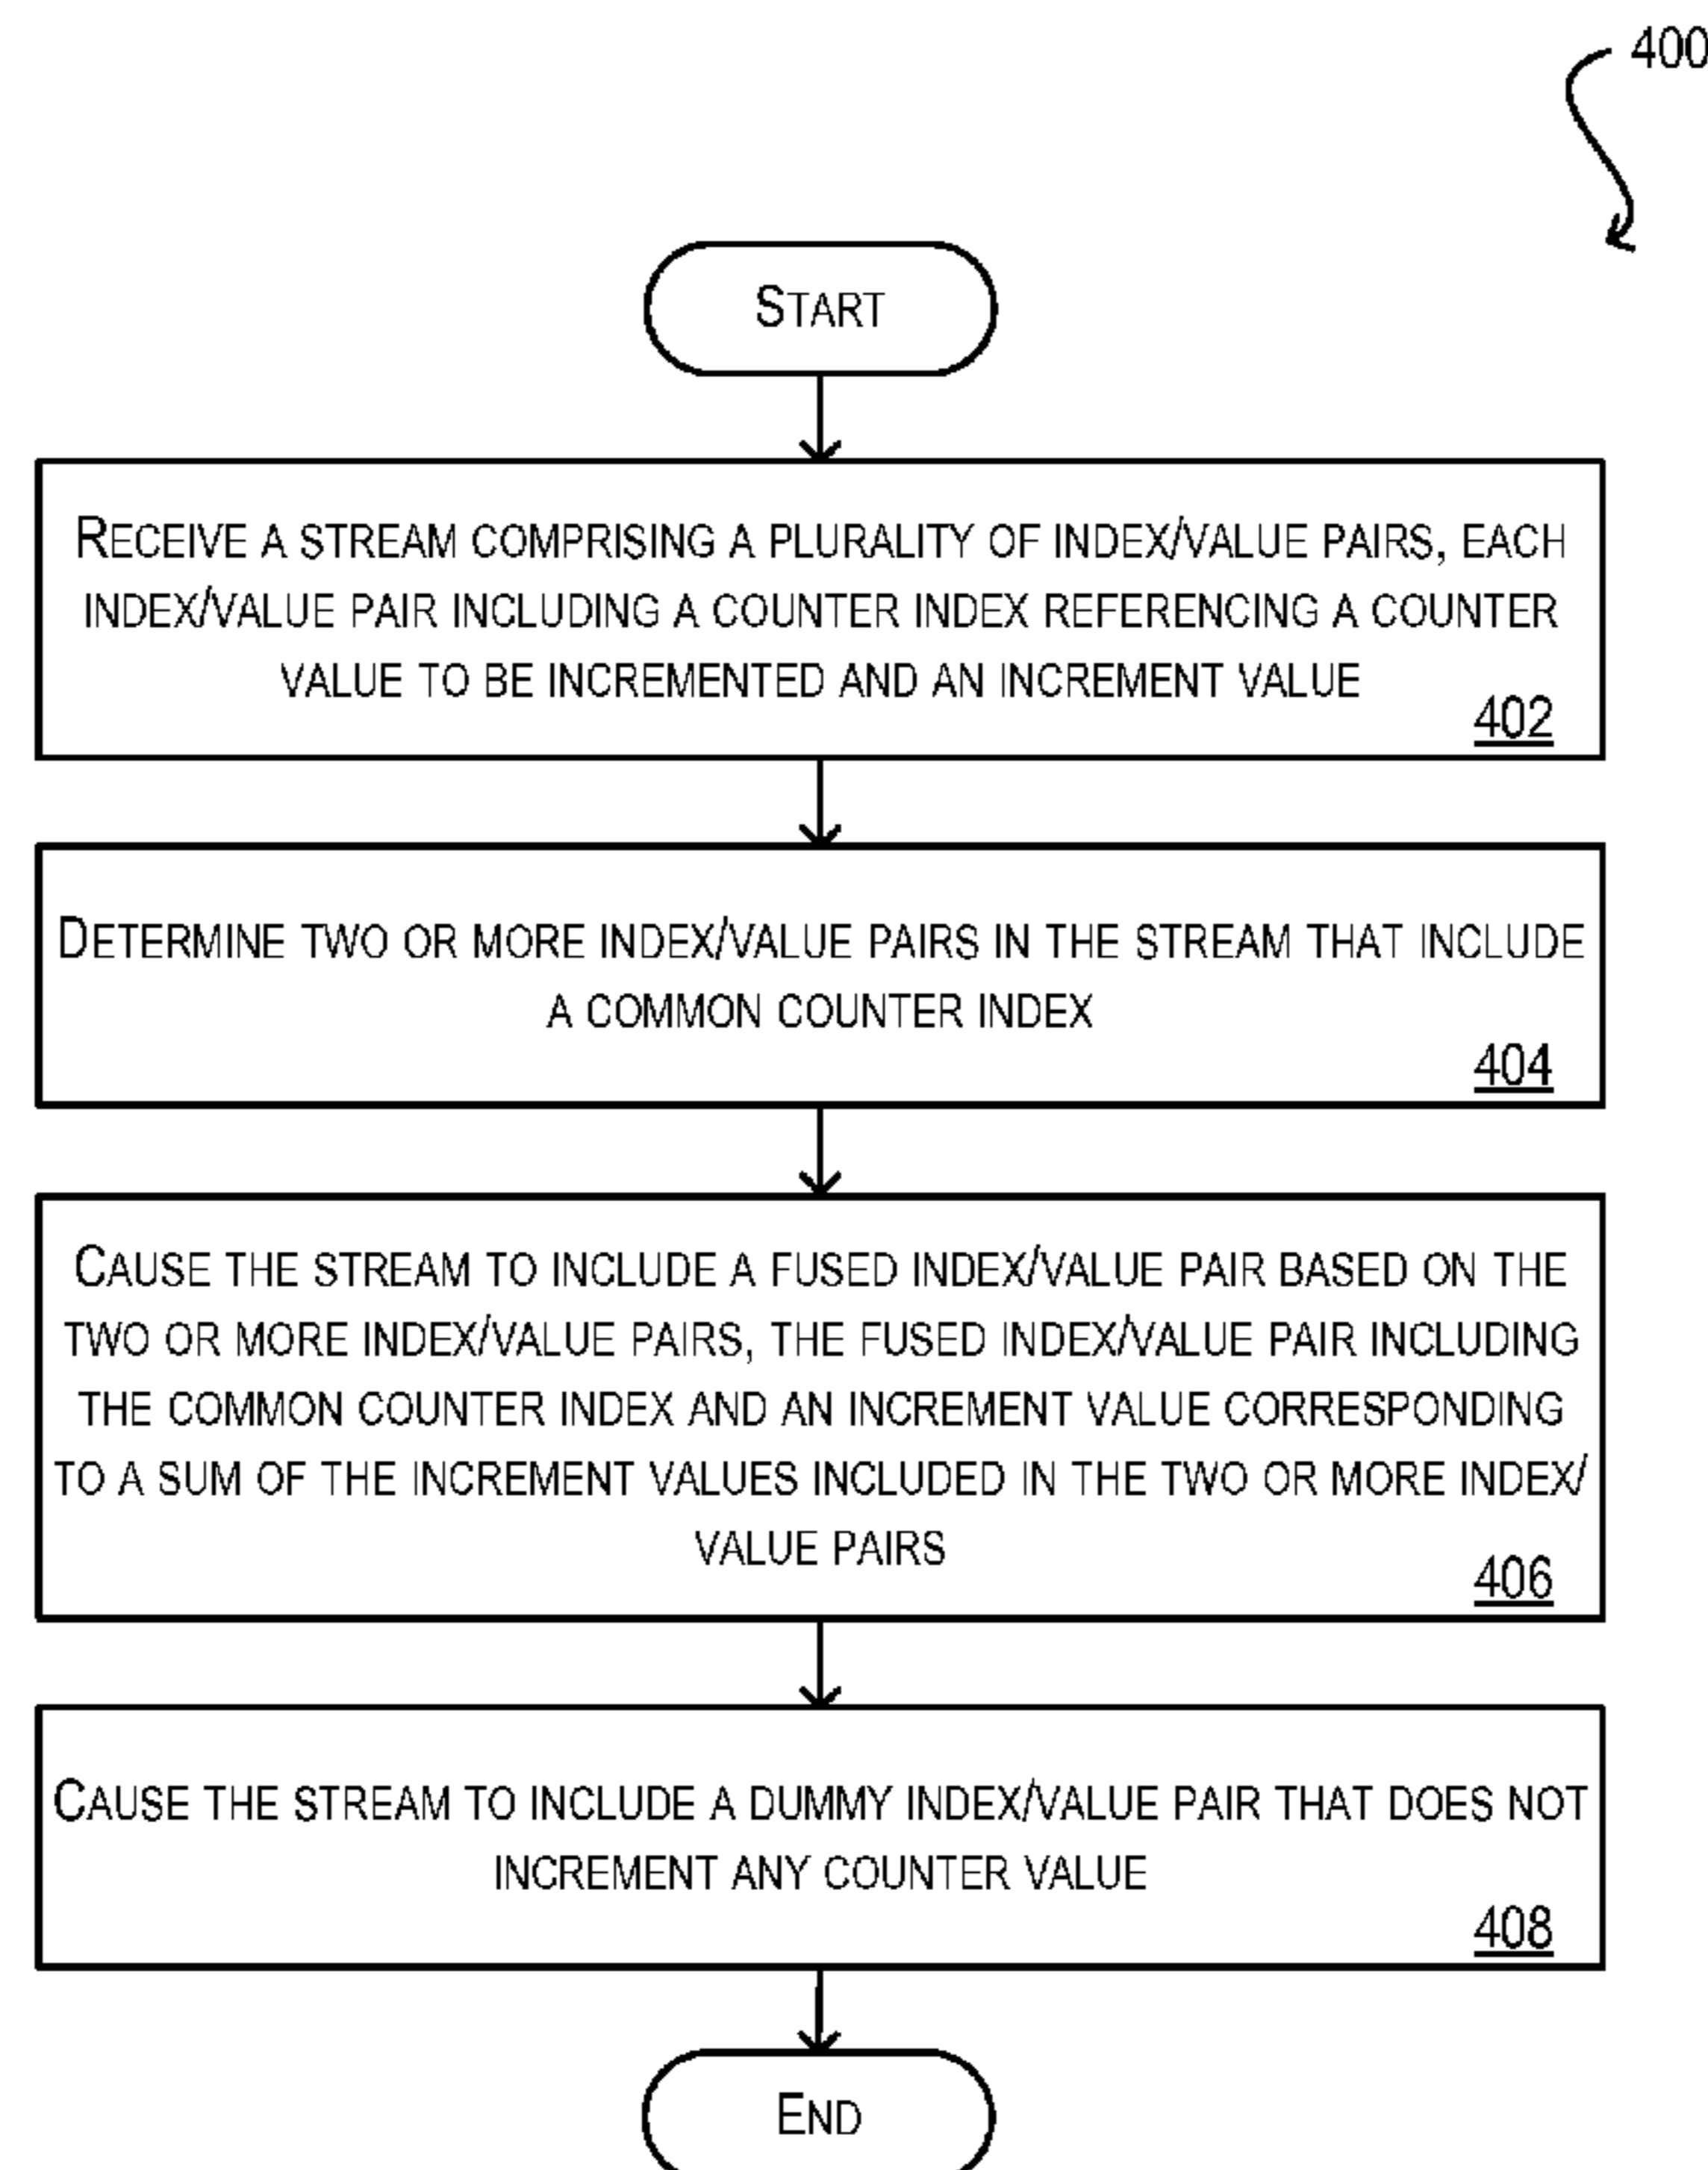 400
START
RECEIVE A STREAM COMPRISING A PLURALITY OF INDEX/VALUE PAIRS, EACH
INDEX/VALUE PAIR INCLUDING A COUNTER INDEX REFERENCING A COUNTER
VALUE TO BE INCREMENTED AND AN INCREMENT VALUE
402
DETERMINE TWO OR MORE INDEX/VALUE PAIRS IN THE STREAM THAT INCLUDE
A COMMON COUNTER INDEX
404
CAUSE THE STREAM TO INCLUDE A FUSED INDEX/VALUE PAIR BASED ON THE
TWO OR MORE INDEX/VALUE PAIRS, THE FUSED INDEX/VALUE PAIR INCLUDING
THE COMMON COUNTER INDEX AND AN INCREMENT VALUE CORRESPONDING
TO A SUM OF THE INCREMENT VALUES INCLUDED IN THE TWO OR MORE INDEX/
VALUE PAIRS
406
CAUSE THE STREAM TO INCLUDE A DUMMY INDEX/VALUE PAIR THAT DOES NOT
INCREMENT ANY COUNTER VALUE
408
END